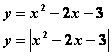 y = x² − 2x − 3
y = |x² − 2x − 3|